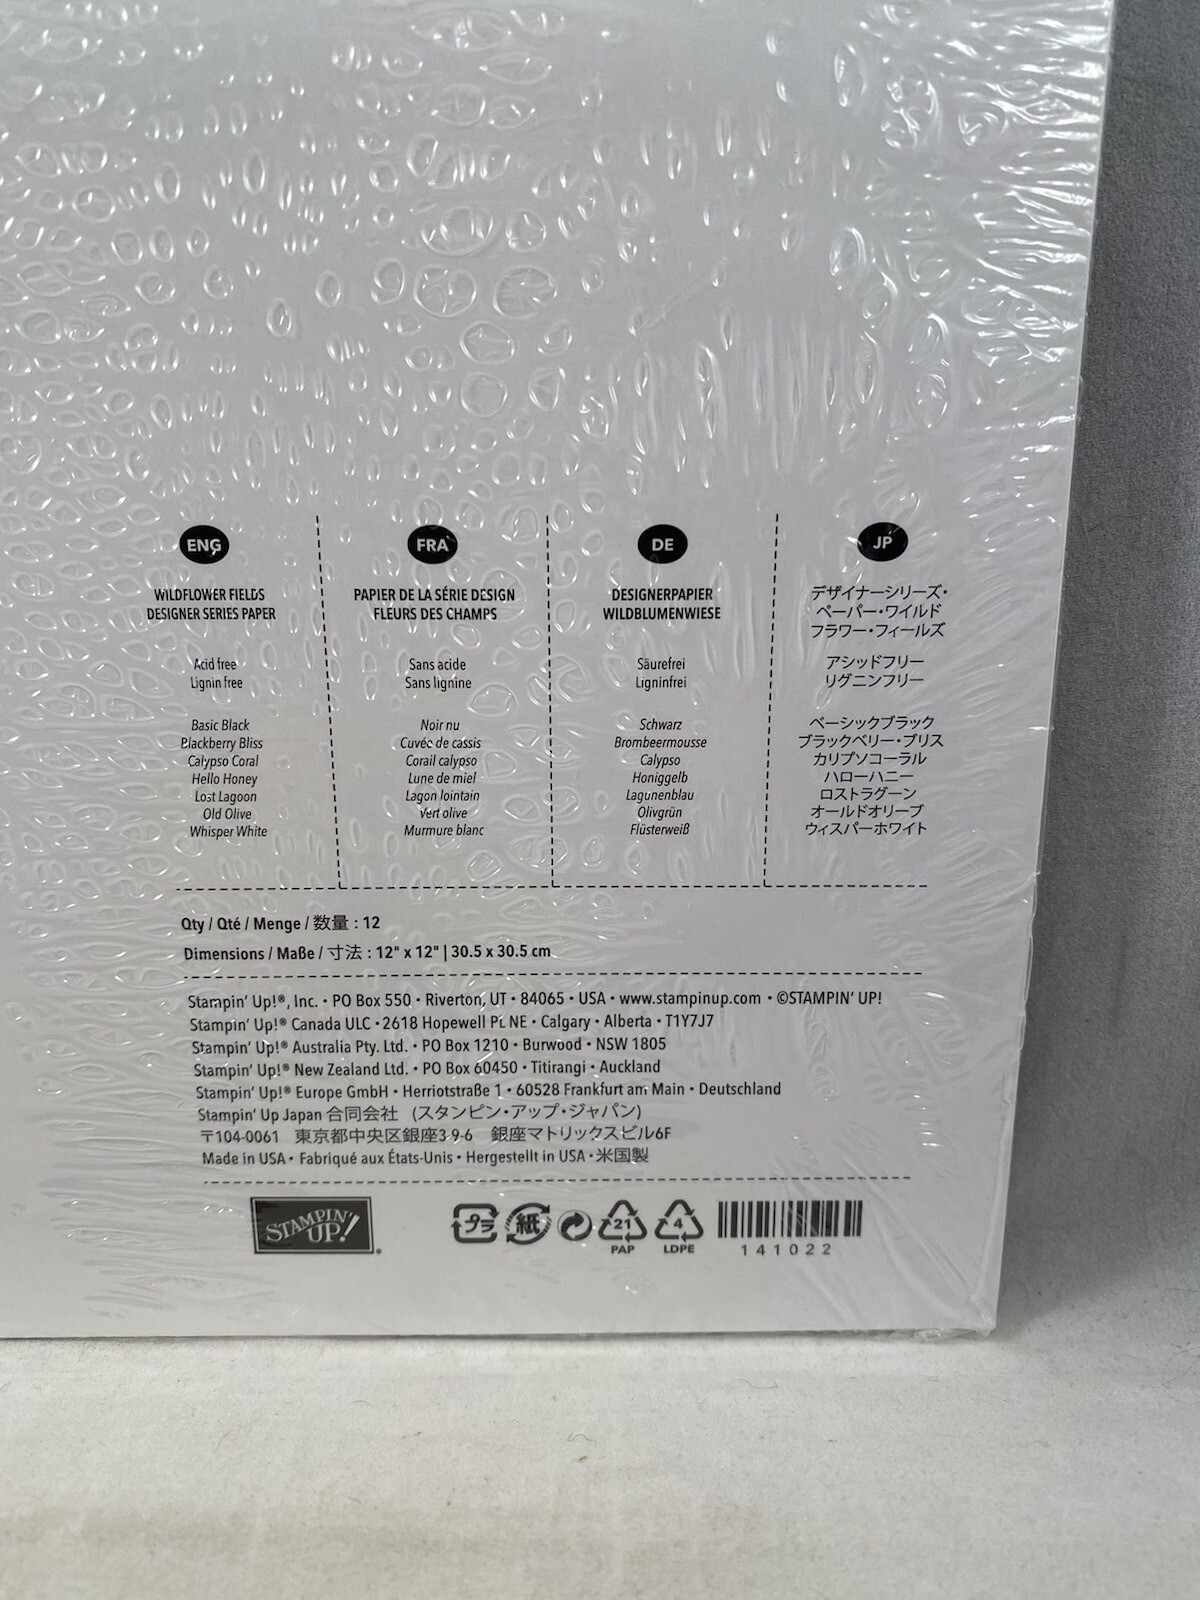 ENG
WILDFLOWER FIELDS
DESIGNER SERIES PAPER
Acid free
Lignin free
Basic Black
Blackberry Bliss
Calypso Coral
Hello Honey
Lost Lagoon
Old Olive
Whisper White
FRA
PAPIER DE LA SÉRIE DESIGN
FLEURS DES CHAMPS
Sans acide
Sans lignine
Noir nu
Cuvée de cassis
Corail calypso
Lune de miel
Lagon lointain
Vert olive
Murmure blanc
DE
DESIGNERPAPIER
WILDBLUMENWIESE
Säurefrei
Ligninfrei
Schwarz
Brombeermousse
Calypso
Honiggelb
Lagunenblau
Olivgrün
Flüsterweiß
JP
デザイナーシリーズ・
ペーパー・ワイルド
フラワー・フィールズ
アシッドフリー
リグニンフリー
ベーシックブラック
ブラックベリー・ブリス
カリプソコーラル
ハローハニー
ロストラグーン
オールドオリーブ
ウィスパーホワイト
Qty / Qté / Menge / 数量 : 12
Dimensions / Maße / 寸法 : 12" x 12" | 30.5 x 30.5 cm
Stampin' Up!®, Inc. • PO Box 550 • Riverton, UT • 84065 • USA • www.stampinup.com • ©STAMPIN' UP!
Stampin' Up!® Canada ULC • 2618 Hopewell Pl NE • Calgary • Alberta • T1Y7J7
Stampin' Up!® Australia Pty. Ltd. • PO Box 1210 • Burwood • NSW 1805
Stampin' Up!® New Zealand Ltd. • PO Box 60450 • Titirangi • Auckland
Stampin' Up!® Europe GmbH • Herriotstraße 1 • 60528 Frankfurt am Main • Deutschland
Stampin' Up Japan 合同会社 (スタンピン・アップ・ジャパン)
〒104-0061 東京都中央区銀座3-9-6 銀座マトリックスビル6F
Made in USA • Fabriqué aux États-Unis • Hergestellt in USA • 米国製
STAMPIN' UP!®
プラ 紙 21 PAP 4 LDPE 141022